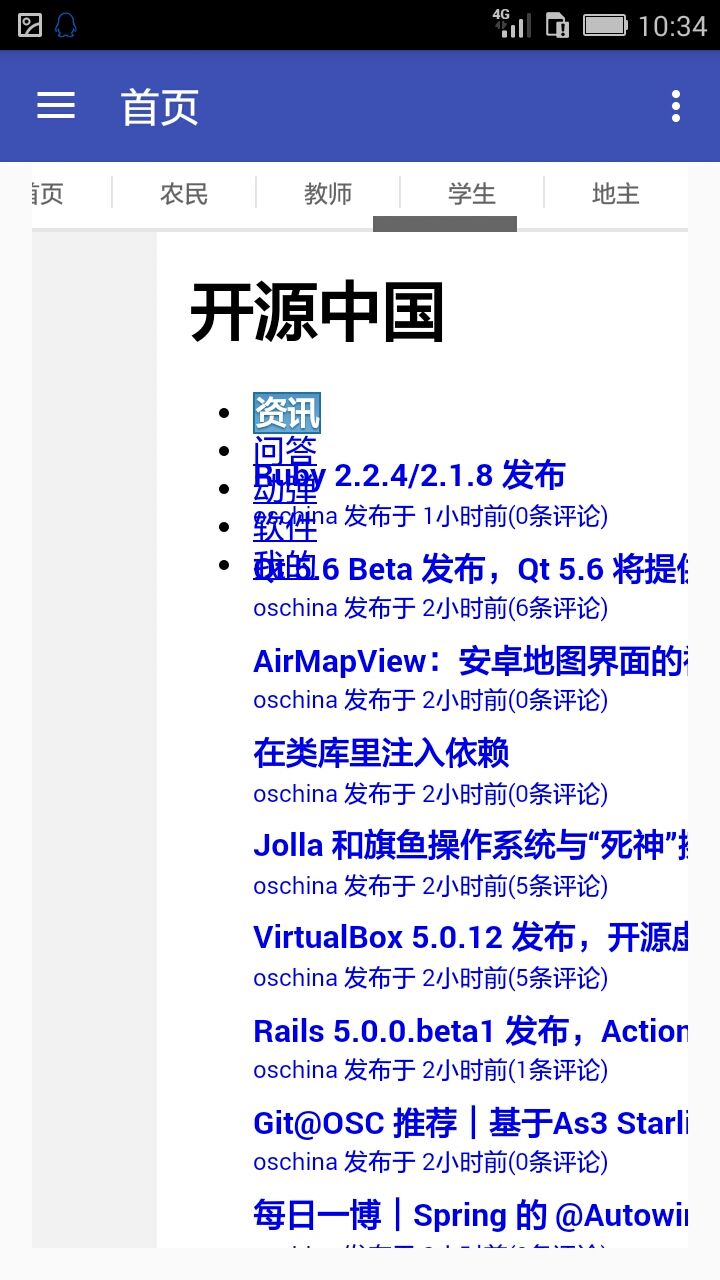 4G 10:34
首页
首页 农民 教师 学生 地主
开源中国
资讯
问答
Ruby 2.2.4/2.1.8 发布
动弹
oschina 发布于 1小时前(0条评论)
软件
我的
Qt 5.6 Beta 发布，Qt 5.6 将提供
oschina 发布于 2小时前(6条评论)
AirMapView：安卓地图界面的
oschina 发布于 2小时前(0条评论)
在类库里注入依赖
oschina 发布于 2小时前(0条评论)
Jolla 和旗鱼操作系统与“死神”
oschina 发布于 2小时前(5条评论)
VirtualBox 5.0.12 发布，开源虚
oschina 发布于 2小时前(5条评论)
Rails 5.0.0.beta1 发布，Action
oschina 发布于 2小时前(1条评论)
Git@OSC 推荐｜基于As3 Starli
oschina 发布于 2小时前(0条评论)
每日一博｜Spring 的 @Autowir